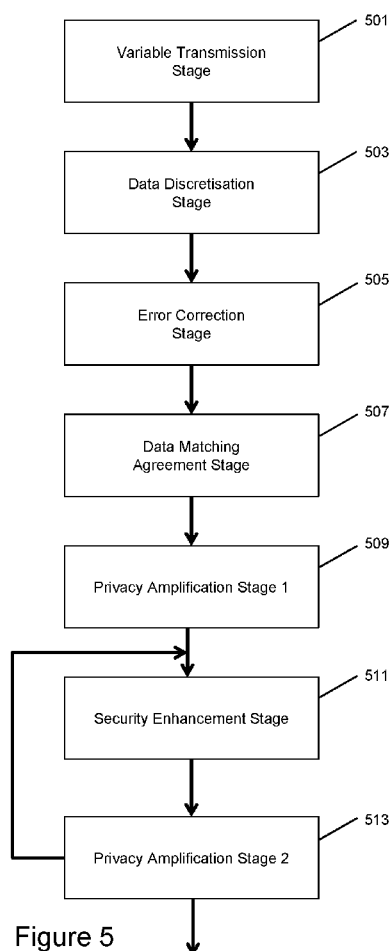 501
Variable Transmission
Stage
503
Data Discretisation
Stage
505
Error Correction
Stage
507
Data Matching
Agreement Stage
509
Privacy Amplification Stage 1
511
Security Enhancement Stage
513
Privacy Amplification Stage 2
Figure 5